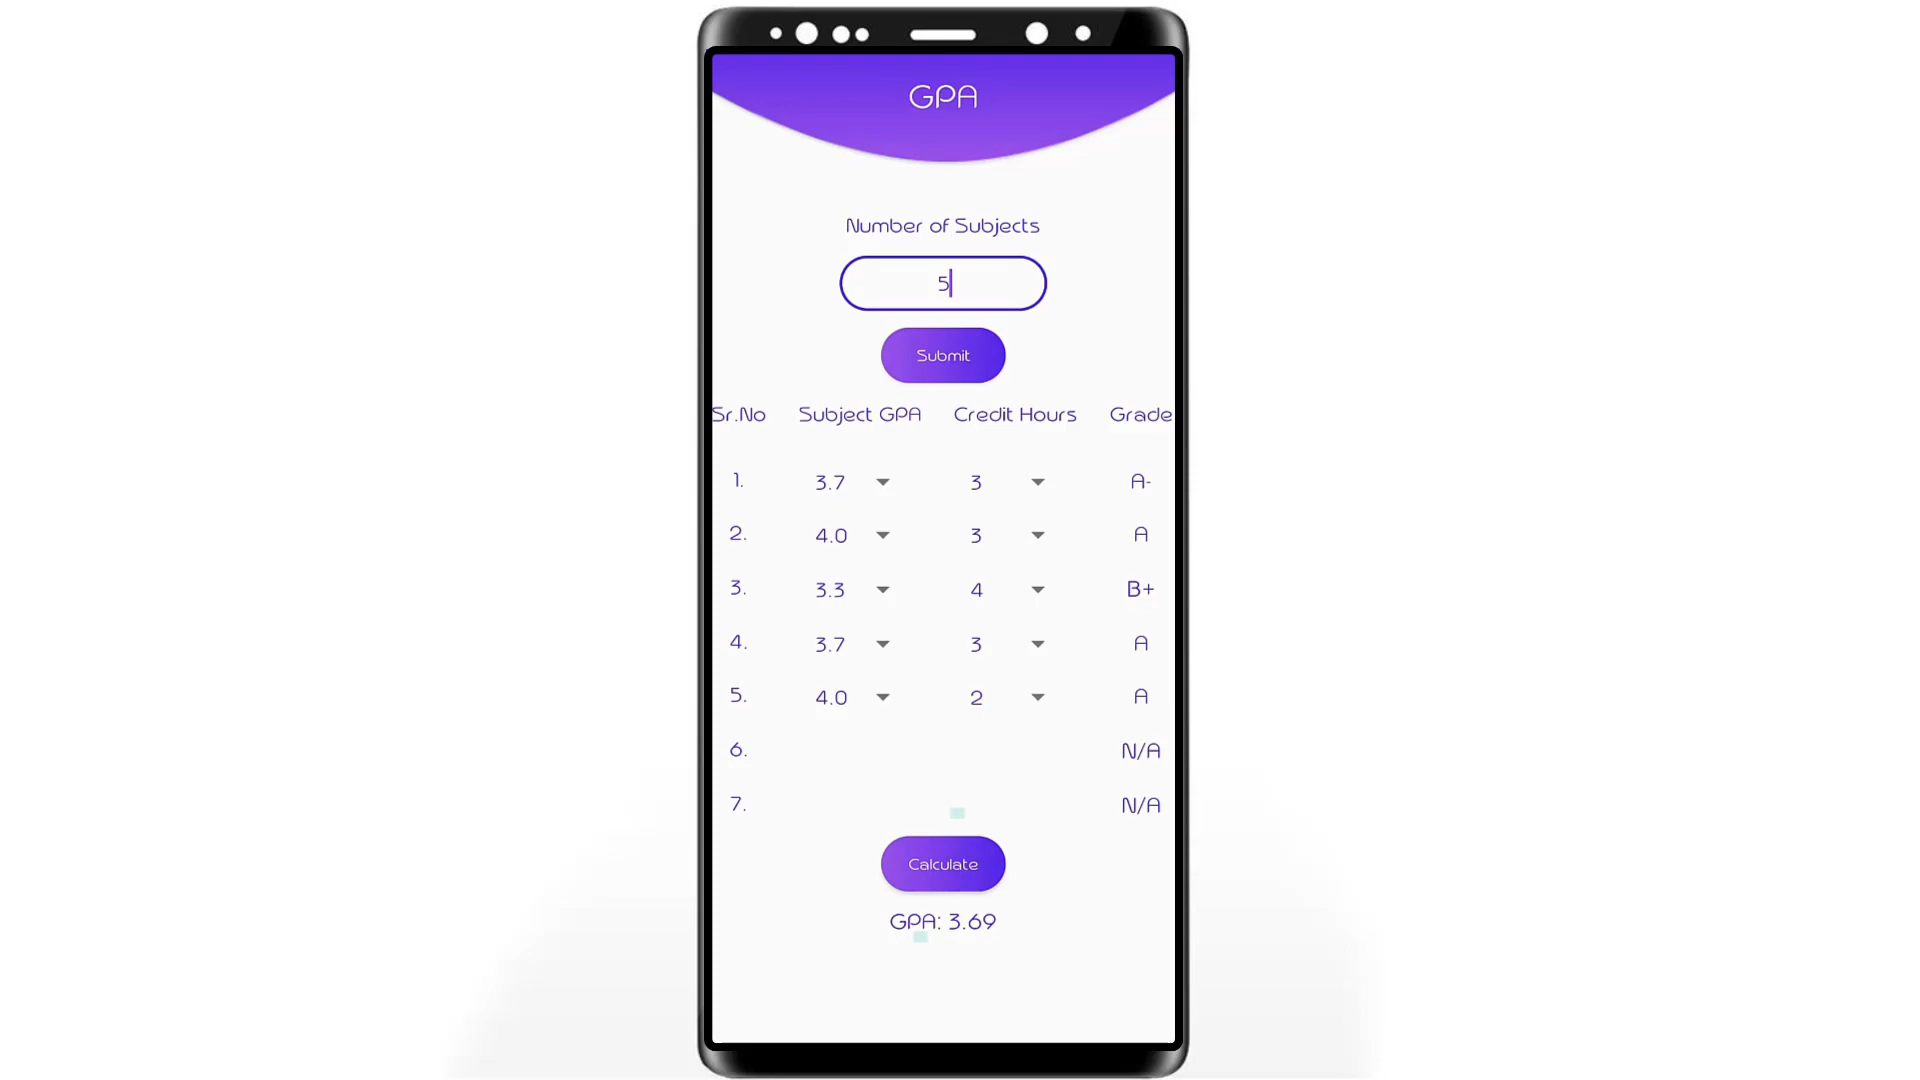 GPA
Number of Subjects
5
Submit
Sr.No Subject GPA Credit Hours Grade
1. 3.7 3 A-
2. 4.0 3 A
3. 3.3 4 B+
4. 3.7 3 A
5. 4.0 2 A
6. N/A
7. N/A
Calculate
GPA: 3.69